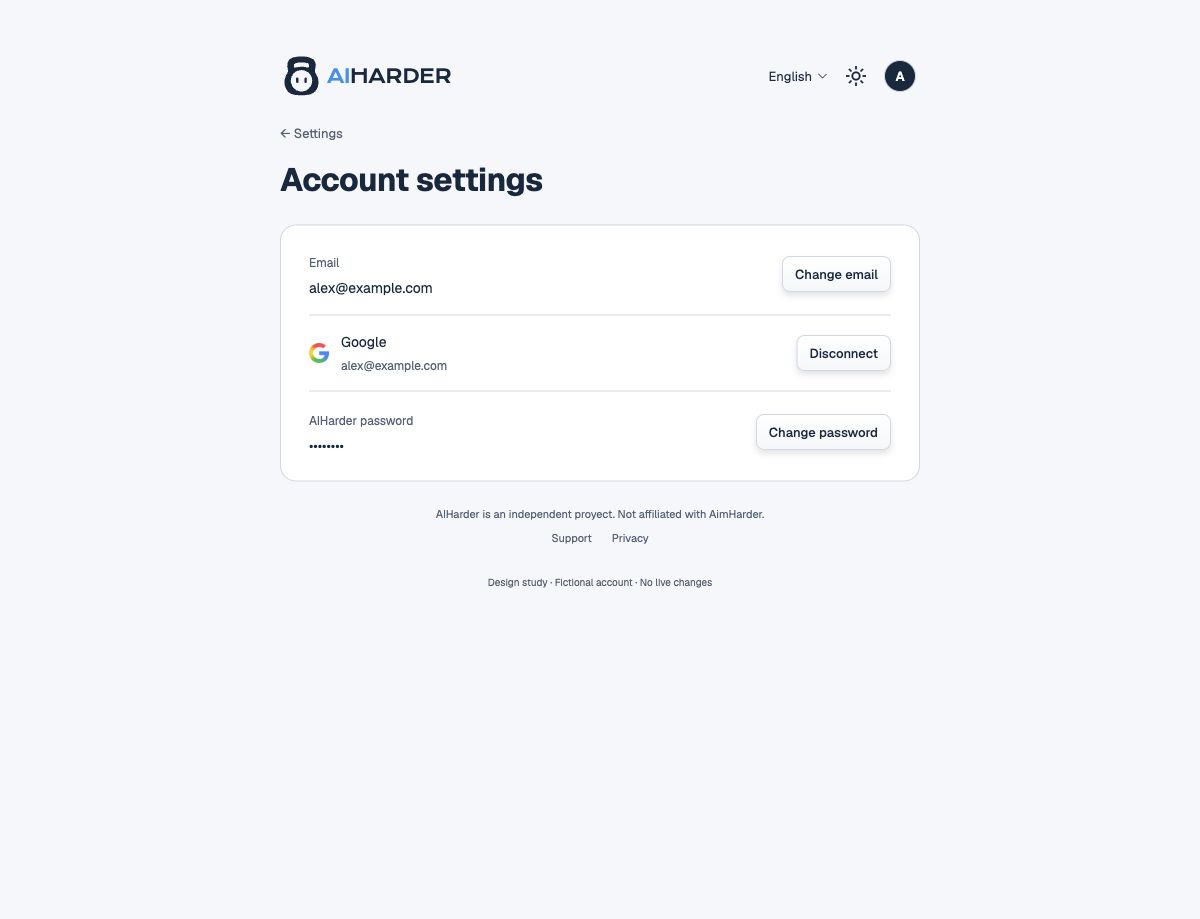 AIHARDER
English
A
← Settings
Account settings
Email
alex@example.com
Change email
Google
alex@example.com
Disconnect
AIHarder password
••••••••
Change password
AIHarder is an independent proyect. Not affiliated with AimHarder.
Support Privacy
Design study · Fictional account · No live changes